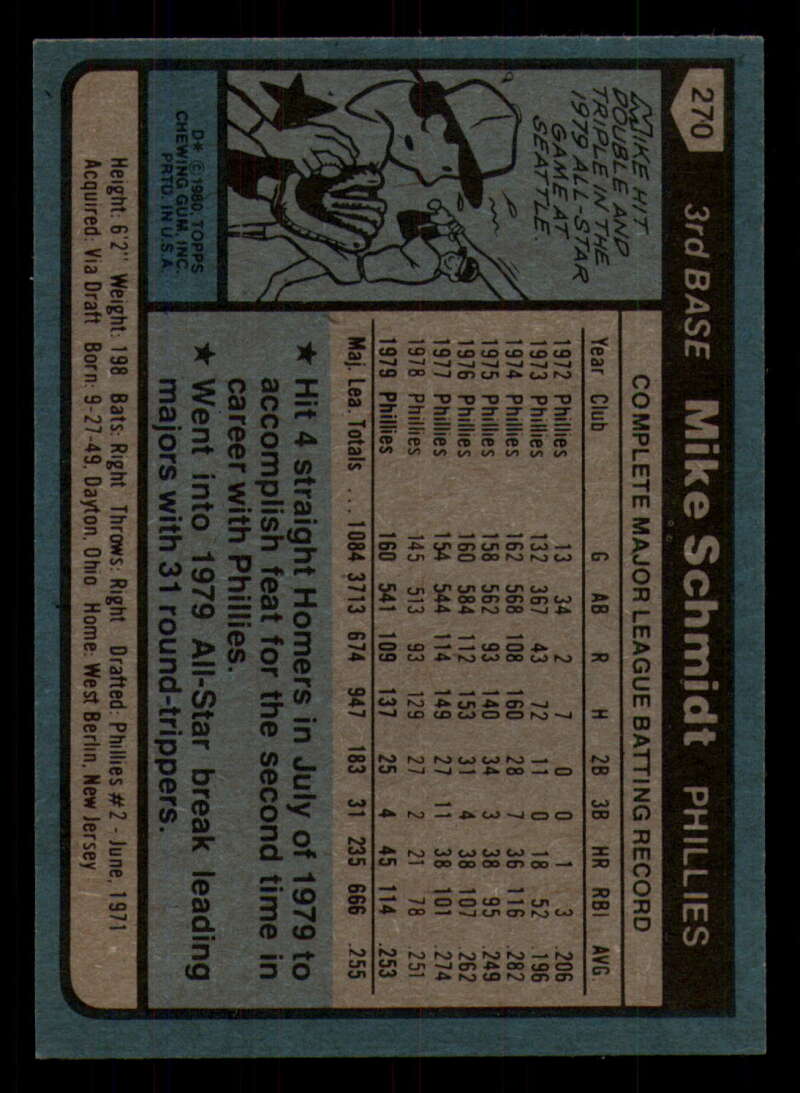 270
3rd BASE Mike Schmidt PHILLIES
MIKE HIT
DOUBLE AND
TRIPLE IN THE
1979 ALL-STAR
GAME AT
SEATTLE.
D* © 1980 TOPPS
CHEWING GUM, INC.
PRTD. IN U.S.A.
COMPLETE MAJOR LEAGUE BATTING RECORD
Year Club G AB R H 2B 3B HR RBI AVG.
1972 Phillies 13 34 2 7 0 0 1 3 .206
1973 Phillies 132 367 43 72 11 0 18 52 .196
1974 Phillies 162 568 108 160 28 7 36 116 .282
1975 Phillies 158 562 93 140 34 3 38 95 .249
1976 Phillies 160 584 112 153 31 4 38 107 .262
1977 Phillies 154 544 114 149 27 11 38 101 .274
1978 Phillies 145 513 93 129 27 2 21 78 .251
1979 Phillies 160 541 109 137 25 4 45 114 .253
Maj. Lea. Totals ... 1084 3713 674 947 183 31 235 666 .255
★ Hit 4 straight Homers in July of 1979 to
accomplish feat for the second time in
career with Phillies.
★ Went into 1979 All-Star break leading
majors with 31 round-trippers.
Height: 6'2" Weight: 198 Bats: Right Throws: Right Drafted: Phillies #2 - June, 1971
Acquired: Via Draft Born: 9-27-49, Dayton, Ohio Home: West Berlin, New Jersey